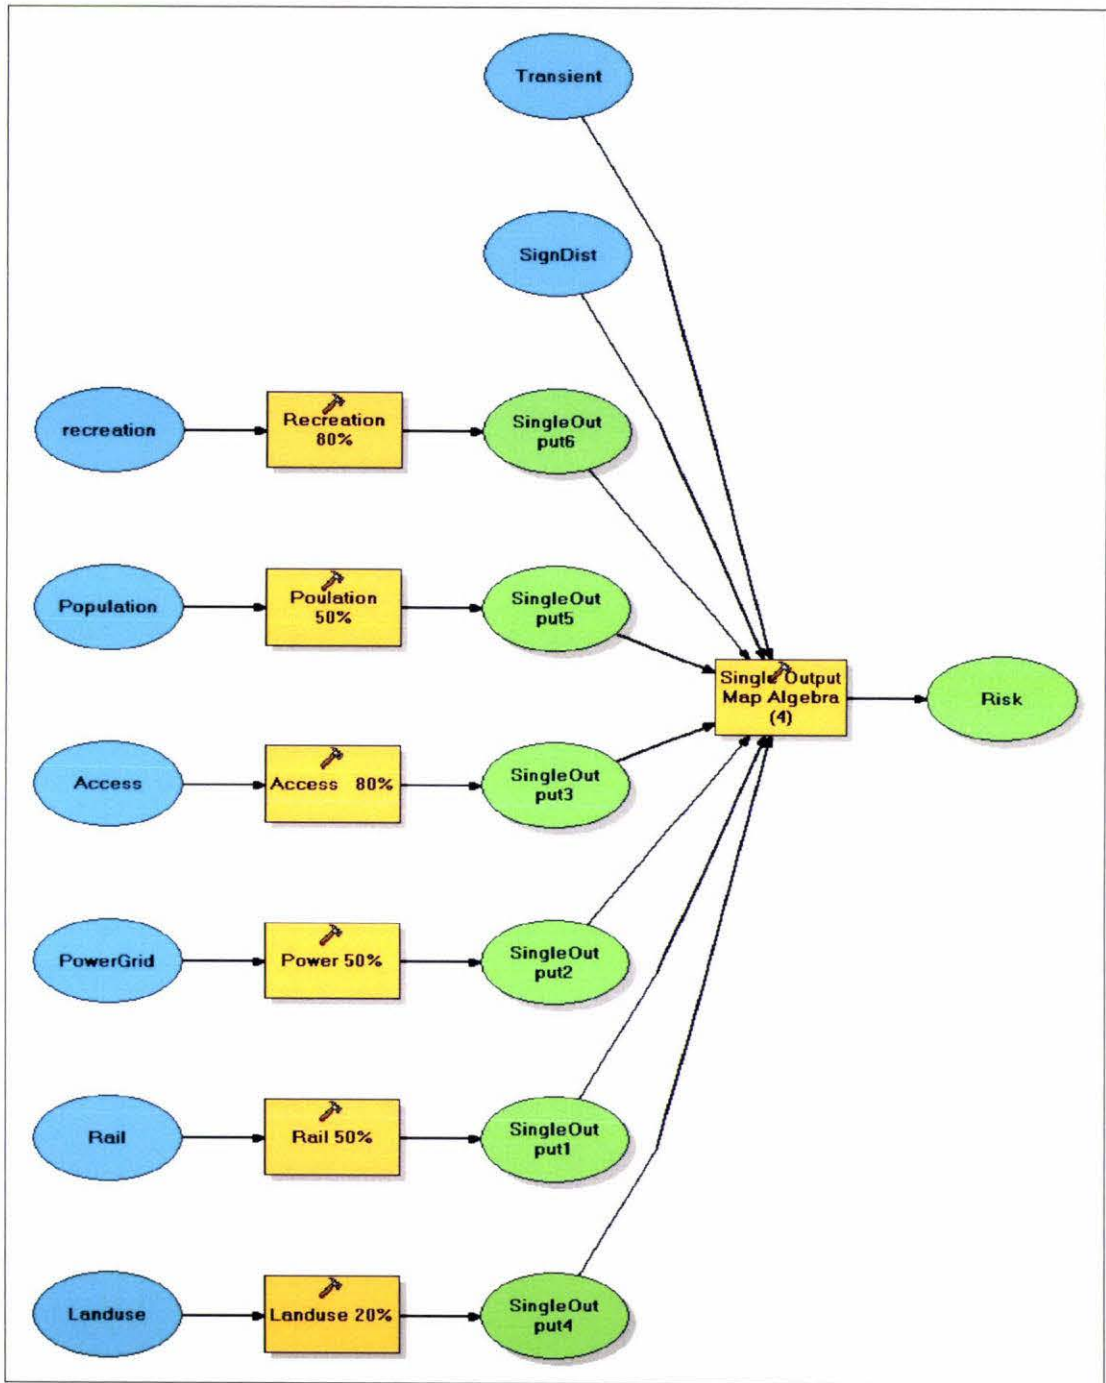 Transient
SignDist
recreation
Recreation
80%
SingleOut
put6
Population
Poulation
50%
SingleOut
put5
Single Output
Map Algebra
(4)
Risk
Access
Access 80%
SingleOut
put3
PowerGrid
Power 50%
SingleOut
put2
Rail
Rail 50%
SingleOut
put1
Landuse
Landuse 20%
SingleOut
put4